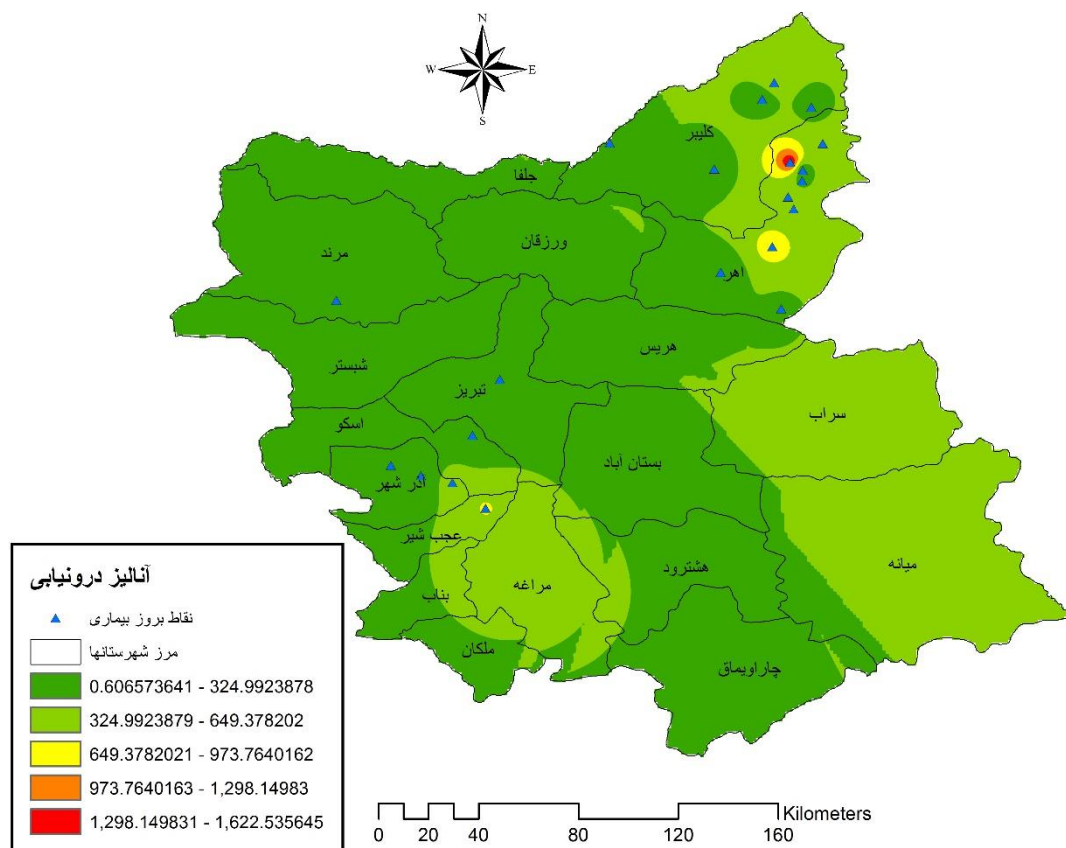 N
W E
S
کلیبر
جلفا
ورزقان
اهر
مرند
هریس
شبستر
تبریز
سراب
اسکو
بستان آباد
آذر شهر
عجب شیر
میانه
هشترود
مراغه
بناب
ملکان
چاراویماق
آنالیز درونیابی
نقاط بروز بیماری
مرز شهرستانها
0.606573641 - 324.9923878
324.9923879 - 649.378202
649.3782021 - 973.7640162
973.7640163 - 1,298.14983
1,298.149831 - 1,622.535645
Kilometers
0 20 40 80 120 160